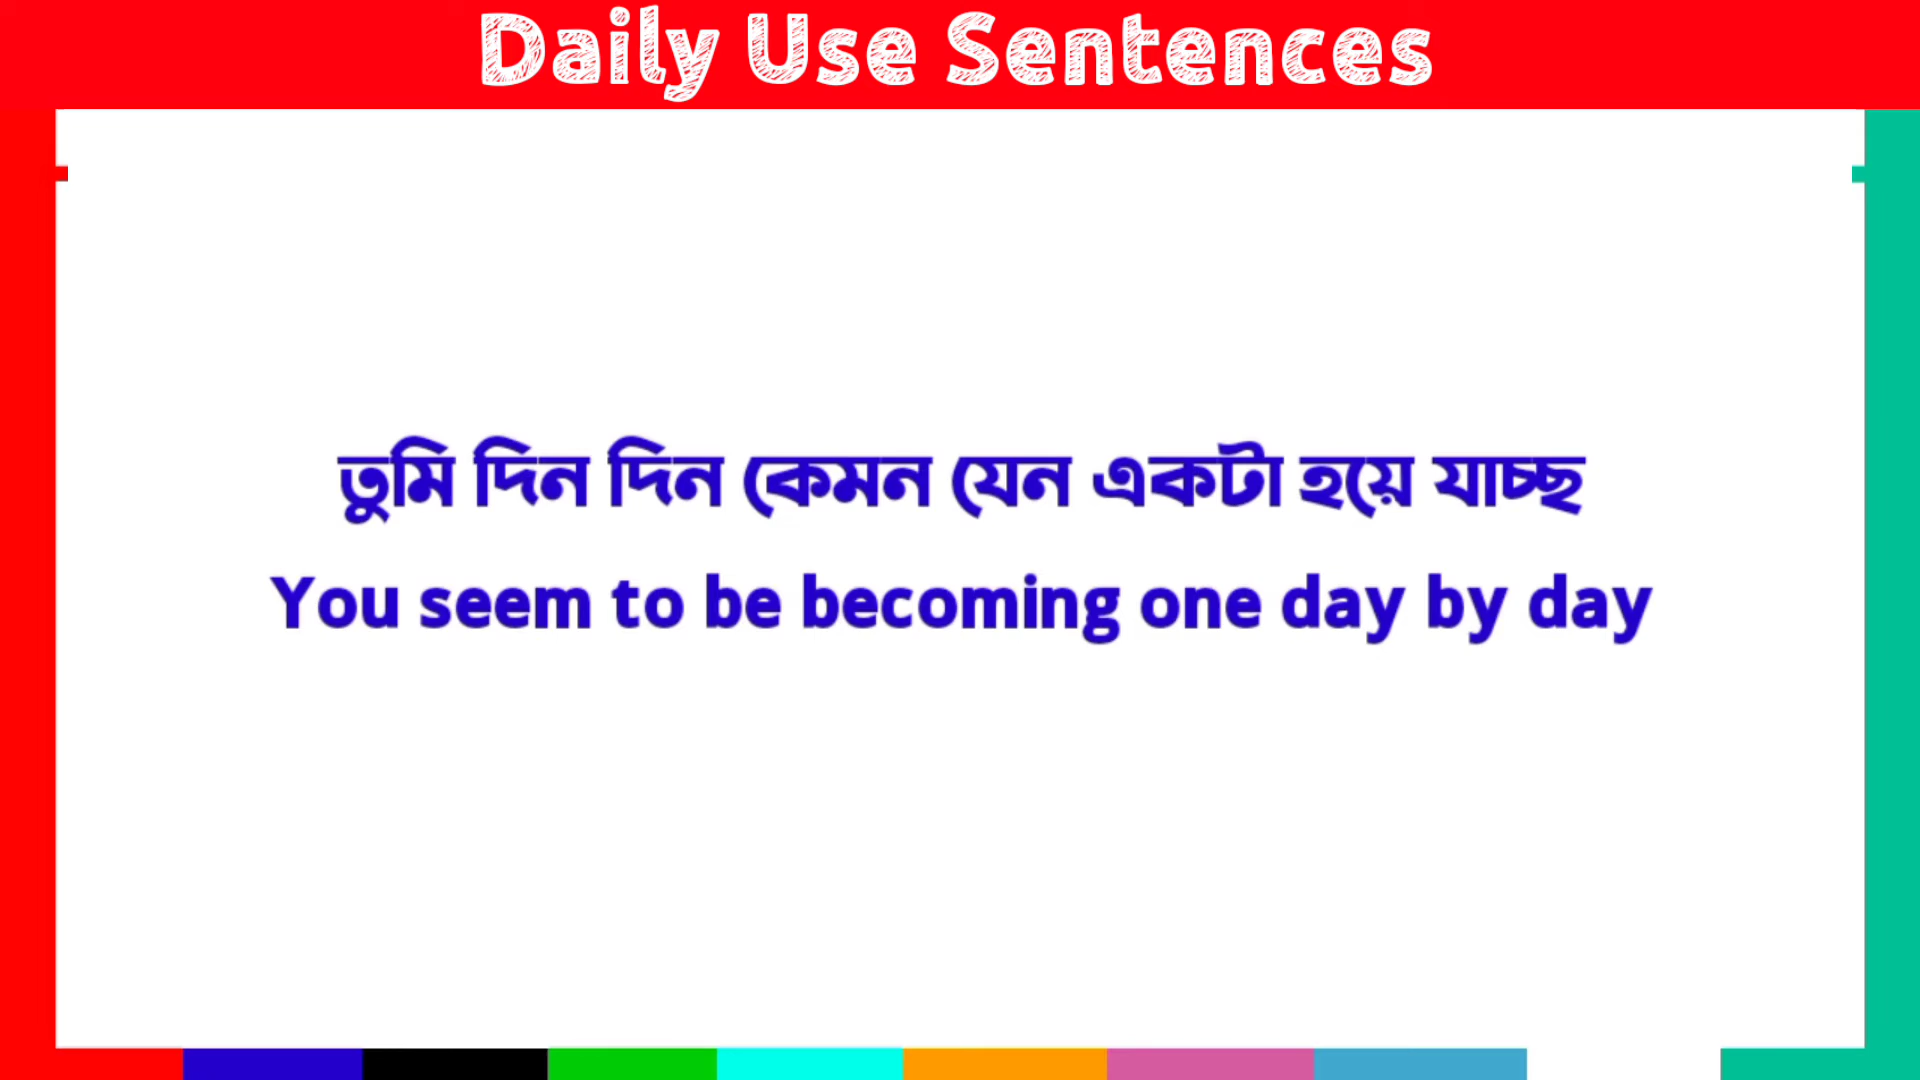 Daily Use Sentences
তুমি দিন দিন কেমন যেন একটা হয়ে যাচ্ছ
You seem to be becoming one day by day